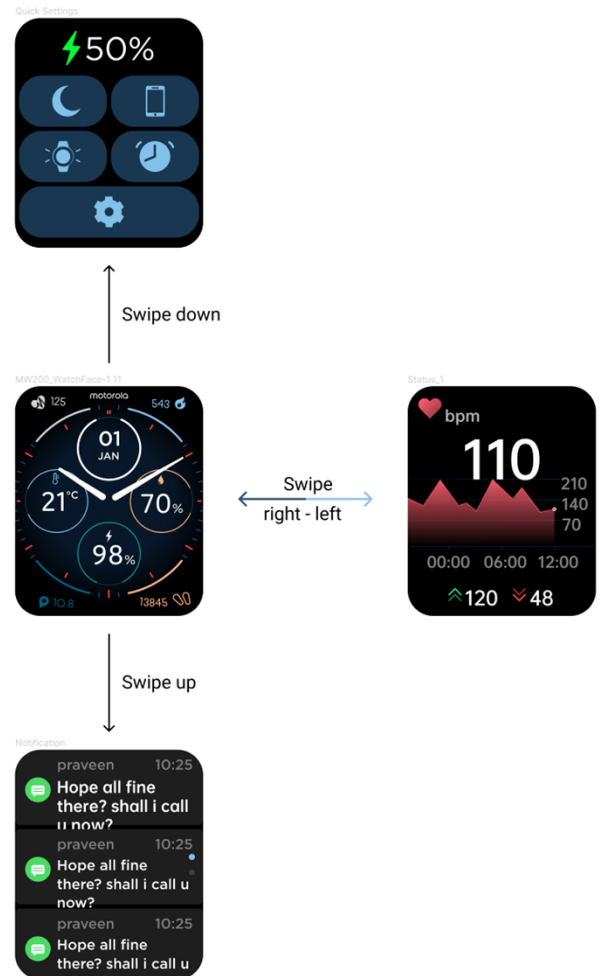 Quick Settings
50%
Swipe down
MW200_WatchFace-1 11
125
motorola
543
01
JAN
21°C
70%
98%
10.8
13845
Swipe
right - left
Status_1
bpm
110
210
140
70
00:00 06:00 12:00
120 48
Swipe up
Notification
praveen 10:25
Hope all fine
there? shall i call
u now?
praveen 10:25
Hope all fine
there? shall i call u
now?
praveen 10:25
Hope all fine
there? shall i call u